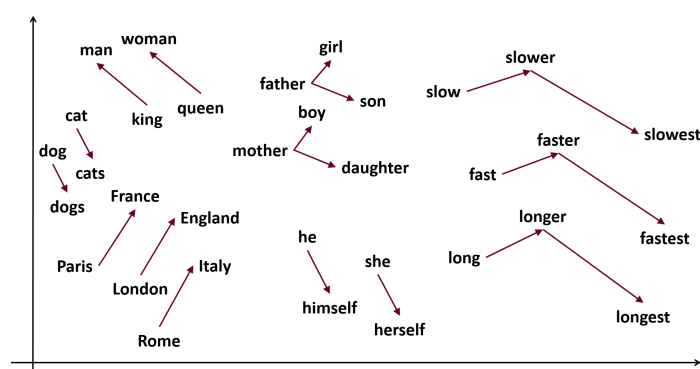 woman
man
girl
slower
father
son
slow
queen
king
boy
cat
slowest
faster
dog
mother
daughter
cats
fast
France
dogs
England
longer
he
fastest
she
long
Paris
Italy
London
himself
longest
herself
Rome